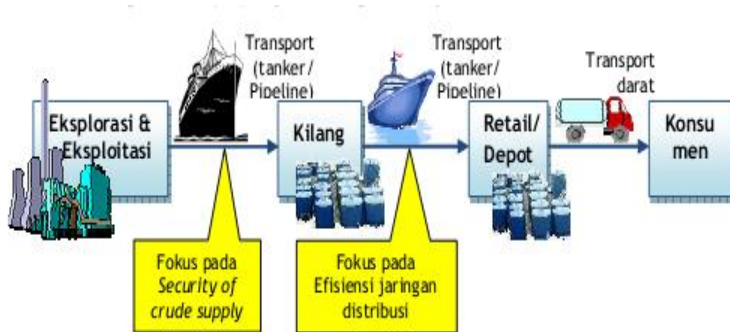 Transport
(tanker/
Pipeline)
Transport
(tanker/
Pipeline)
Transport
darat
Eksplorasi &
Eksploitasi
Kilang
Retail/
Depot
Konsu
men
Fokus pada
Security of
crude supply
Fokus pada
Efisiensi jaringan
distribusi